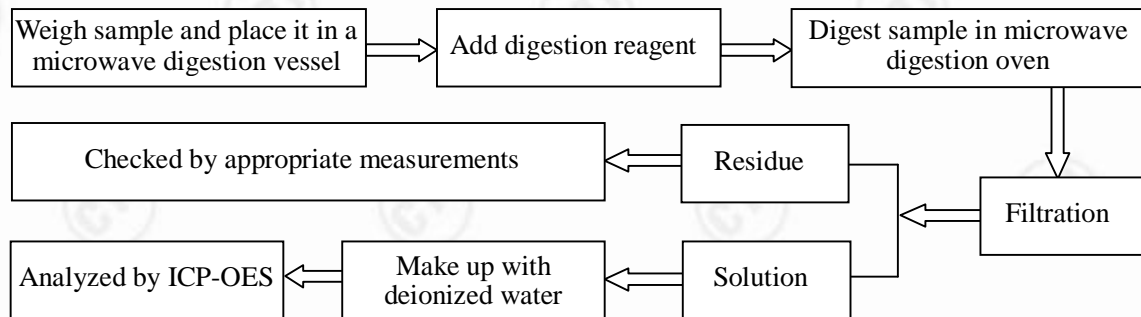 Weigh sample and place it in a
microwave digestion vessel
Add digestion reagent
Digest sample in microwave
digestion oven
Checked by appropriate measurements
Residue
Filtration
Analyzed by ICP-OES
Make up with
deionized water
Solution